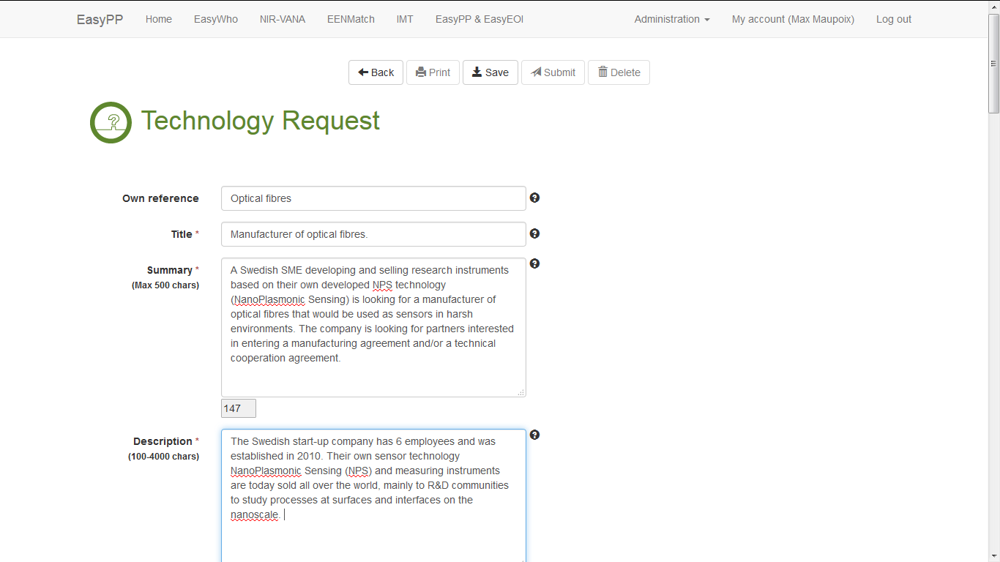 EasyPP Home EasyWho NIR-VANA EENMatch IMT EasyPP & EasyEOI Administration My account (Max Maupoix) Log out
Back Print Save Submit Delete
? Technology Request
Own reference Optical fibres ?
Title * Manufacturer of optical fibres. ?
Summary * ?
(Max 500 chars)
A Swedish SME developing and selling research instruments
based on their own developed NPS technology
(NanoPlasmonic Sensing) is looking for a manufacturer of
optical fibres that would be used as sensors in harsh
environments. The company is looking for partners interested
in entering a manufacturing agreement and/or a technical
cooperation agreement.
147
Description * ?
(100-4000 chars)
The Swedish start-up company has 6 employees and was
established in 2010. Their own sensor technology
NanoPlasmonic Sensing (NPS) and measuring instruments
are today sold all over the world, mainly to R&D communities
to study processes at surfaces and interfaces on the
nanoscale.